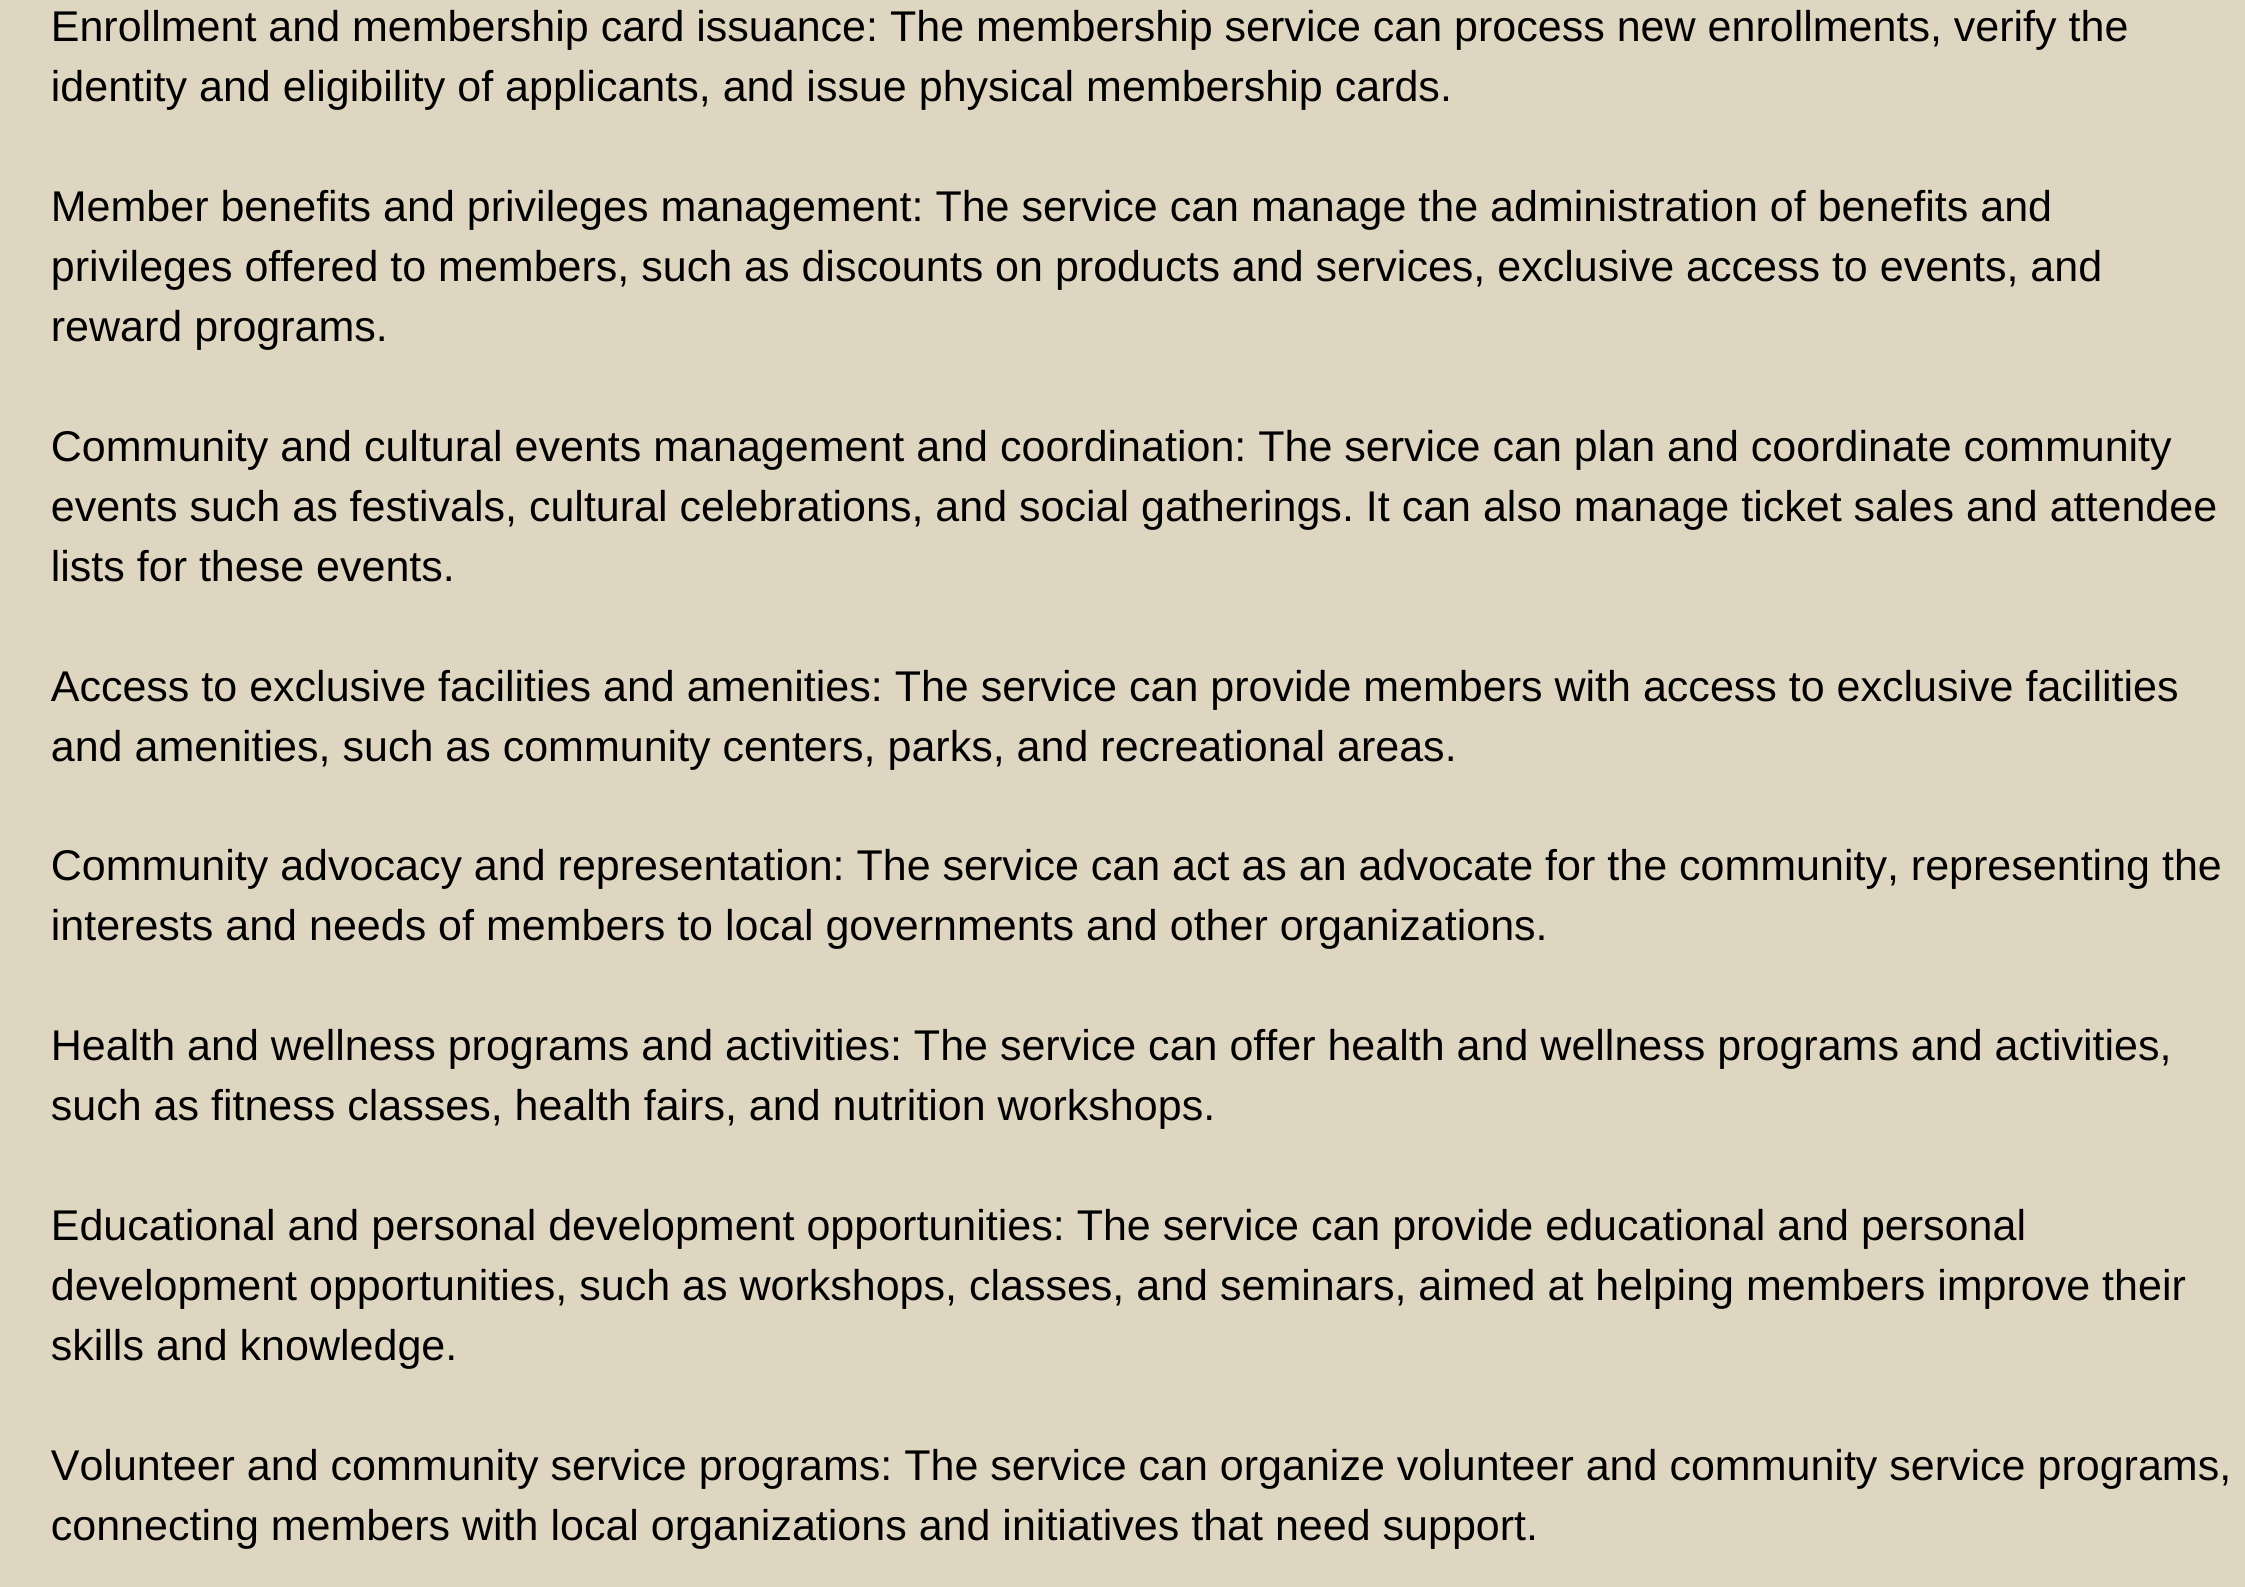 Enrollment and membership card issuance: The membership service can process new enrollments, verify the
identity and eligibility of applicants, and issue physical membership cards.
Member benefits and privileges management: The service can manage the administration of benefits and
privileges offered to members, such as discounts on products and services, exclusive access to events, and
reward programs.
Community and cultural events management and coordination: The service can plan and coordinate community
events such as festivals, cultural celebrations, and social gatherings. It can also manage ticket sales and attendee
lists for these events.
Access to exclusive facilities and amenities: The service can provide members with access to exclusive facilities
and amenities, such as community centers, parks, and recreational areas.
Community advocacy and representation: The service can act as an advocate for the community, representing the
interests and needs of members to local governments and other organizations.
Health and wellness programs and activities: The service can offer health and wellness programs and activities,
such as fitness classes, health fairs, and nutrition workshops.
Educational and personal development opportunities: The service can provide educational and personal
development opportunities, such as workshops, classes, and seminars, aimed at helping members improve their
skills and knowledge.
Volunteer and community service programs: The service can organize volunteer and community service programs,
connecting members with local organizations and initiatives that need support.